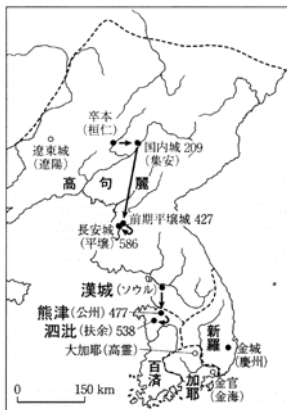 卒本
(桓仁)
国内城 209
(集安)
遼東城
(遼陽)
高句麗
前期平壌城 427
長安城
(平壌) 586
漢城(ソウル)
熊津(公州) 477
泗沘(扶余) 538
大加耶(高霊)
新羅
金城
(慶州)
百済
加耶
金官
(金海)
0 150 km